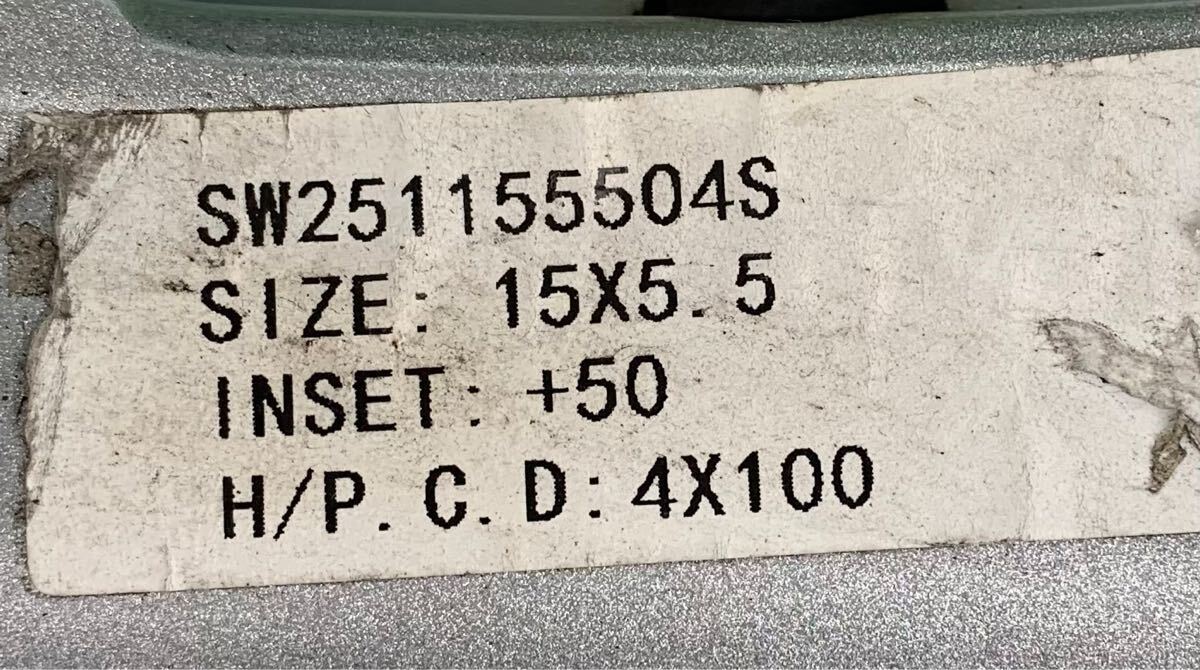 SW251155504S
SIZE: 15X5.5
INSET: +50
H/P.C.D:4X100